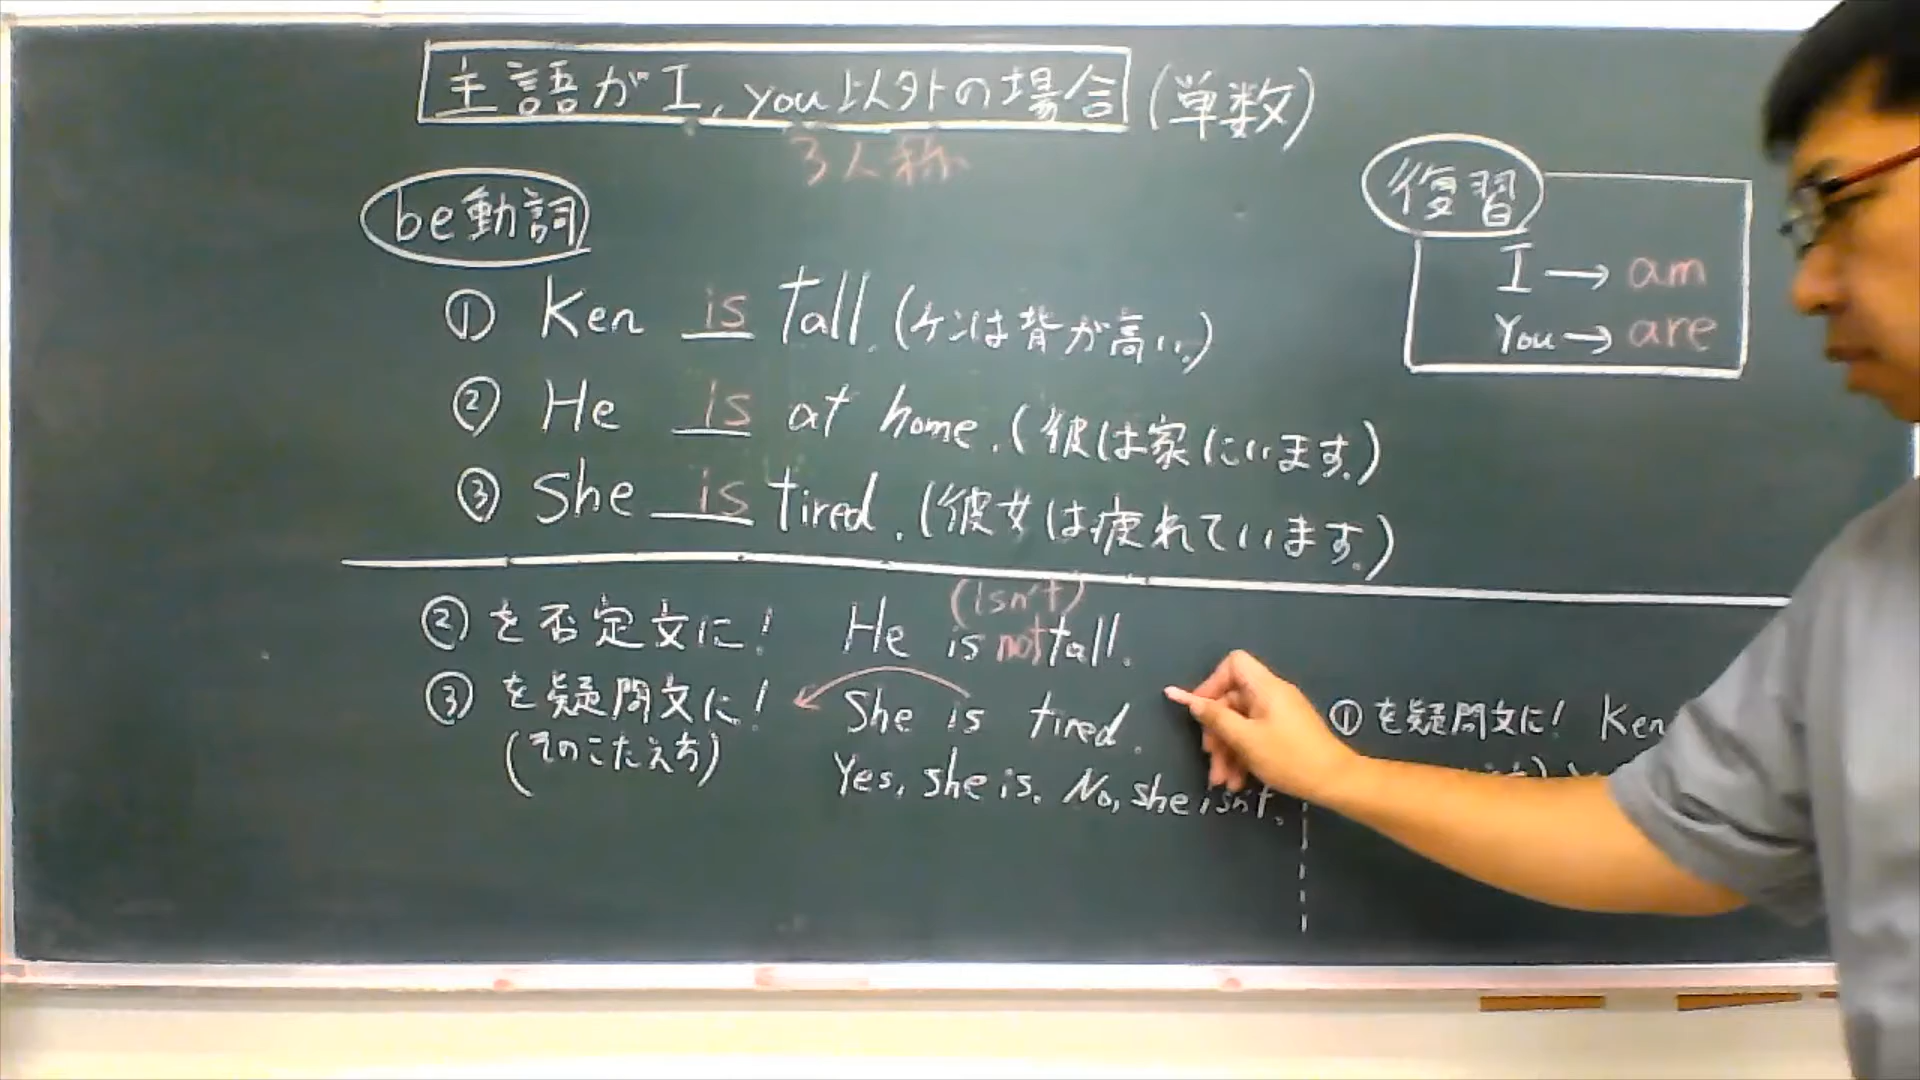 主語がI, you以外の場合(単数)
3人称
be動詞
① Ken is tall.(ケンは背が高い.)
② He is at home.(彼は家にいます.)
③ She is tired.(彼女は疲れています.)
復習
I→am
You→are
②を否定文に! He is not tall.
(isn't)
③を疑問文に! She is tired.
(そのこたえも) Yes, she is. No, she isn't.
①を疑問文に! Ken